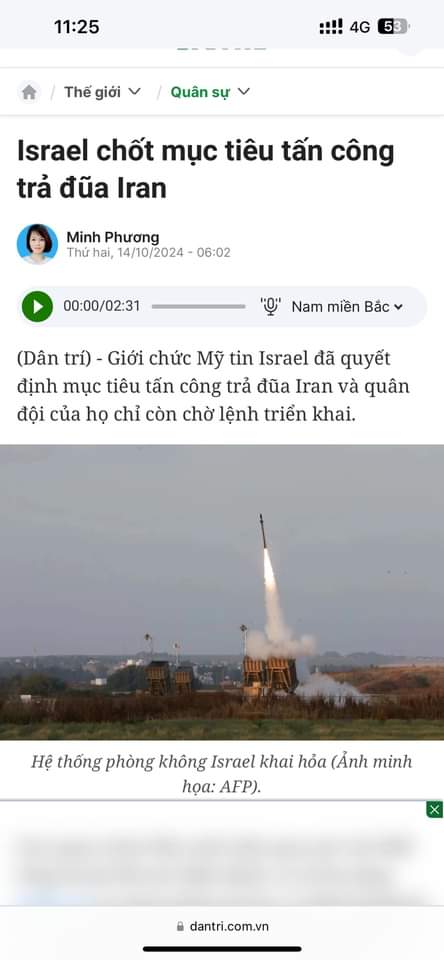 11:25
4G 53
/ Thế giới / Quân sự
Israel chốt mục tiêu tấn công
trả đũa Iran
Minh Phương
Thứ hai, 14/10/2024 - 06:02
00:00/02:31 Nam miền Bắc
(Dân trí) - Giới chức Mỹ tin Israel đã quyết
định mục tiêu tấn công trả đũa Iran và quân
đội của họ chỉ còn chờ lệnh triển khai.
Hệ thống phòng không Israel khai hỏa (Ảnh minh
họa: AFP).
dantri.com.vn